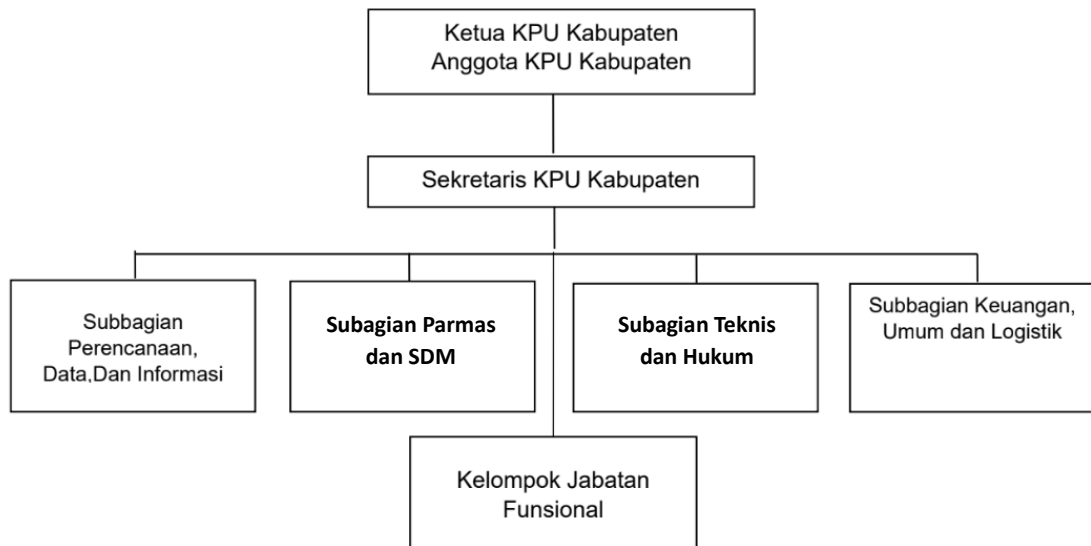 Ketua KPU Kabupaten
Anggota KPU Kabupaten
Sekretaris KPU Kabupaten
Subbagian
Perencanaan,
Data,Dan Informasi
Subagian Parmas
dan SDM
Subagian Teknis
dan Hukum
Subbagian Keuangan,
Umum dan Logistik
Kelompok Jabatan
Funsional